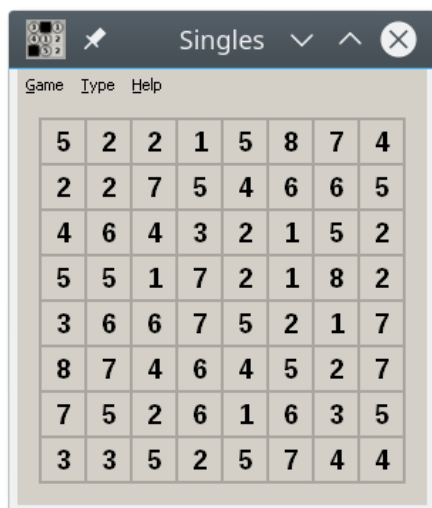 Singles
Game Type Help
5 2 2 1 5 8 7 4
2 2 7 5 4 6 6 5
4 6 4 3 2 1 5 2
5 5 1 7 2 1 8 2
3 6 6 7 5 2 1 7
8 7 4 6 4 5 2 7
7 5 2 6 1 6 3 5
3 3 5 2 5 7 4 4